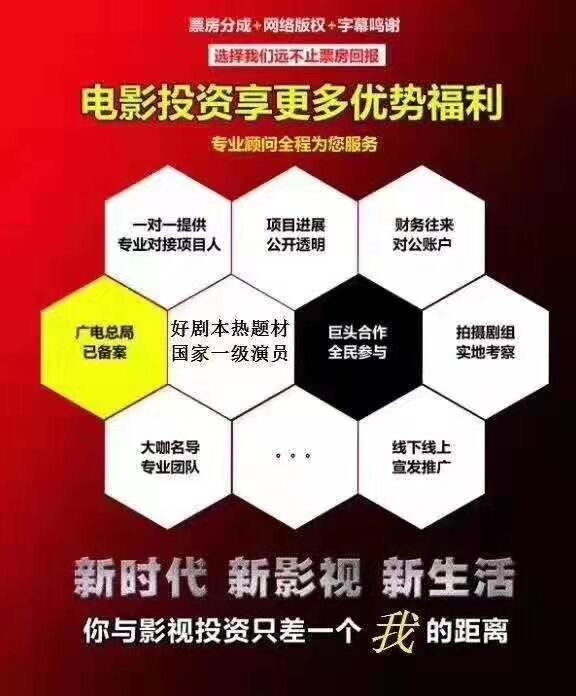 票房分成+网络版权+字幕鸣谢
选择我们远不止票房回报
电影投资享更多优势福利
专业顾问全程为您服务
一对一提供
专业对接项目人
项目进展
公开透明
财务往来
对公账户
广电总局
已备案
好剧本热题材
国家一级演员
巨头合作
全民参与
拍摄剧组
实地考察
大咖名导
专业团队
。。。
线下线上
宣发推广
新时代 新影视 新生活
你与影视投资只差一个 我 的距离